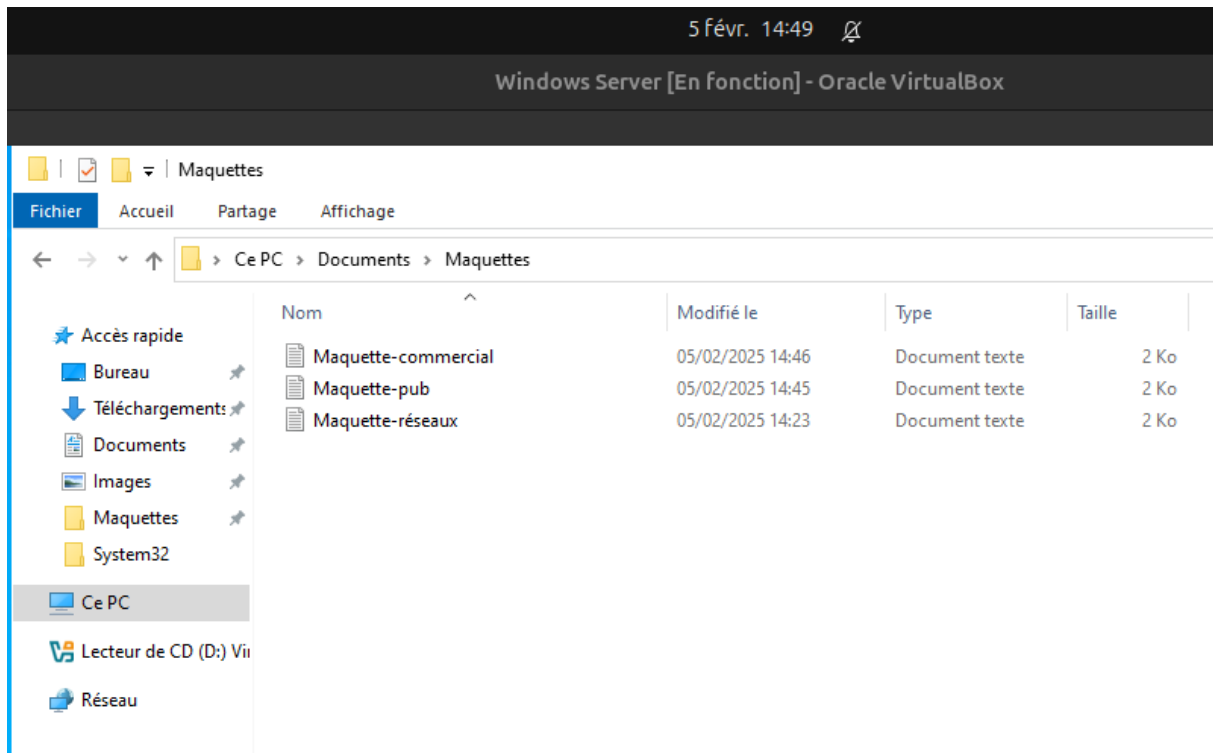 5 févr. 14:49
Windows Server [En fonction] - Oracle VirtualBox
Maquettes
Fichier Accueil Partage Affichage
Ce PC > Documents > Maquettes
Nom Modifié le Type Taille
Accès rapide
Bureau
Téléchargements
Documents
Images
Maquettes
System32
Ce PC
Lecteur de CD (D:) Vir
Réseau
Maquette-commercial 05/02/2025 14:46 Document texte 2 Ko
Maquette-pub 05/02/2025 14:45 Document texte 2 Ko
Maquette-réseaux 05/02/2025 14:23 Document texte 2 Ko